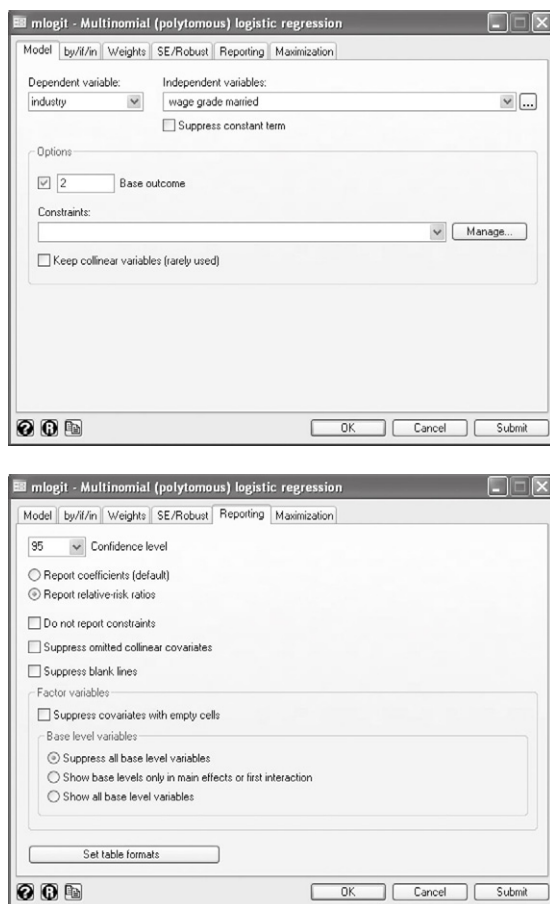 mlogit - Multinomial (polytomous) logistic regression
Model by/if/in Weights SE/Robust Reporting Maximization
Dependent variable: Independent variables:
industry wage grade married ...
Suppress constant term
Options
2 Base outcome
Constraints:
Manage...
Keep collinear variables (rarely used)
OK Cancel Submit
mlogit - Multinomial (polytomous) logistic regression
Model by/if/in Weights SE/Robust Reporting Maximization
95 Confidence level
Report coefficients (default)
Report relative-risk ratios
Do not report constraints
Suppress omitted collinear covariates
Suppress blank lines
Factor variables
Suppress covariates with empty cells
Base level variables
Suppress all base level variables
Show base levels only in main effects or first interaction
Show all base level variables
Set table formats
? R OK Cancel Submit